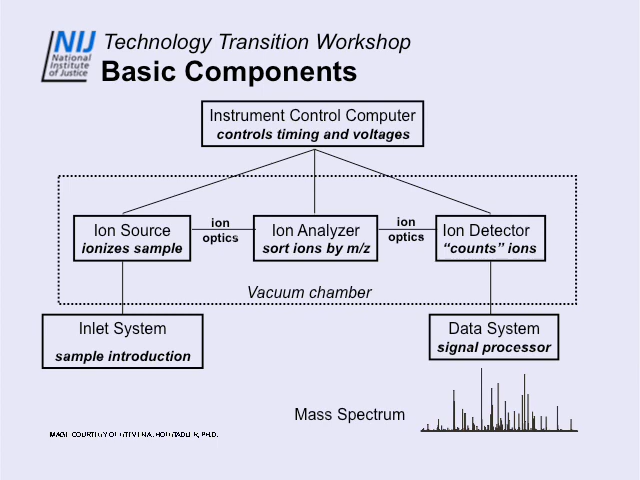 NIJ
National
Institute
of Justice
Technology Transition Workshop
Basic Components
Instrument Control Computer
controls timing and voltages
Ion Source
ionizes sample
ion
optics
Ion Analyzer
sort ions by m/z
ion
optics
Ion Detector
“counts” ions
Vacuum chamber
Inlet System
sample introduction
Data System
signal processor
Mass Spectrum
PH.D.